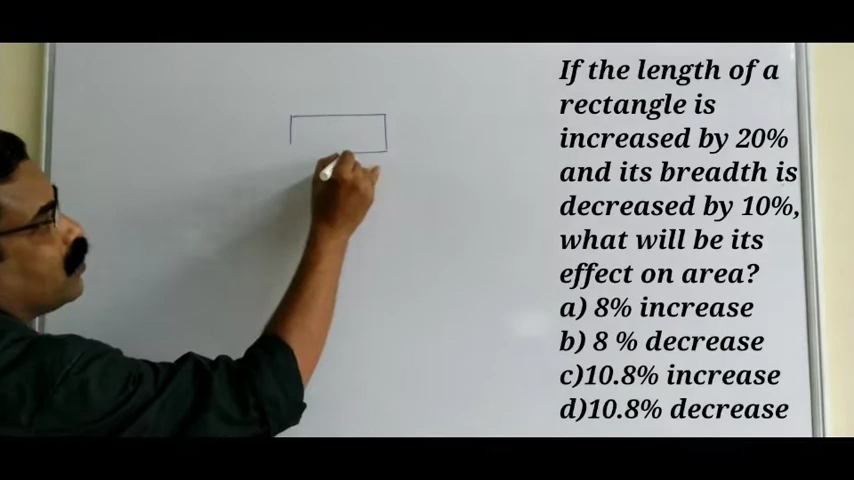 If the length of a
rectangle is
increased by 20%
and its breadth is
decreased by 10%,
what will be its
effect on area?
a) 8% increase
b) 8 % decrease
c)10.8% increase
d)10.8% decrease